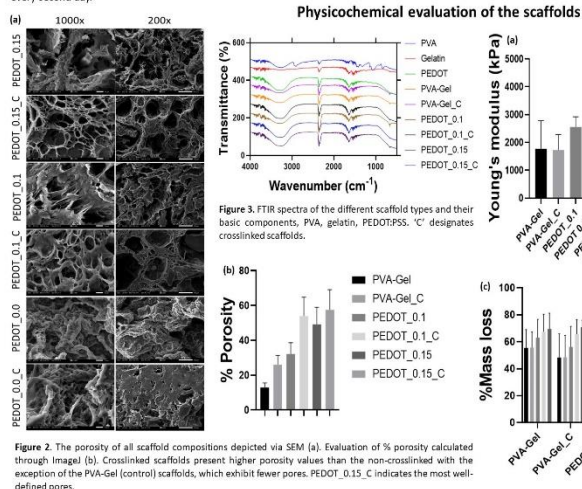 every second day.
Physicochemical evaluation of the scaffolds
(a)
1000x
200x
PEDOT_0.15
PEDOT_0.15_C
PEDOT_0.1
PEDOT_0.1_C
PEDOT_0.0
PEDOT_0.0_C
Transmittance (%)
600
400
200
0
4000
3000
2000
1000
Wavenumber (cm⁻¹)
PVA
Gelatin
PEDOT
PVA-Gel
PVA-Gel_C
PEDOT_0.1
PEDOT_0.1_C
PEDOT_0.15
PEDOT_0.15_C
Figure 3. FTIR spectra of the different scaffold types and their
basic components, PVA, gelatin, PEDOT:PSS. 'C' designates
crosslinked scaffolds.
(b)
% Porosity
80
60
40
20
0
PVA-Gel
PVA-Gel_C
PEDOT_0.1
PEDOT_0.1_C
PEDOT_0.15
PEDOT_0.15_C
Figure 2. The porosity of all scaffold compositions depicted via SEM (a). Evaluation of % porosity calculated
through ImageJ (b). Crosslinked scaffolds present higher porosity values than the non-crosslinked with the
exception of the PVA-Gel (control) scaffolds, which exhibit fewer pores. PEDOT_0.15_C indicates the most well-
defined pores.
(a)
Young's modulus (kPa)
5000
4000
3000
2000
1000
0
PVA-Gel
PVA-Gel_C
PEDOT_0.1
(c)
%Mass loss
100
80
60
40
20
0
PVA-Gel
PVA-Gel_C